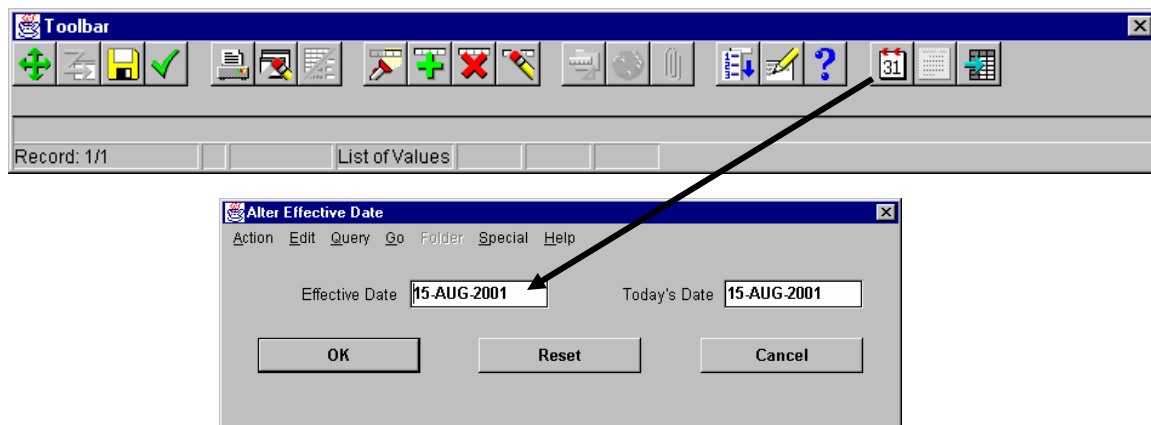 Toolbar
31
Record: 1/1 List of Values
Alter Effective Date
Action Edit Query Go Folder Special Help
Effective Date 15-AUG-2001 Today's Date 15-AUG-2001
OK Reset Cancel